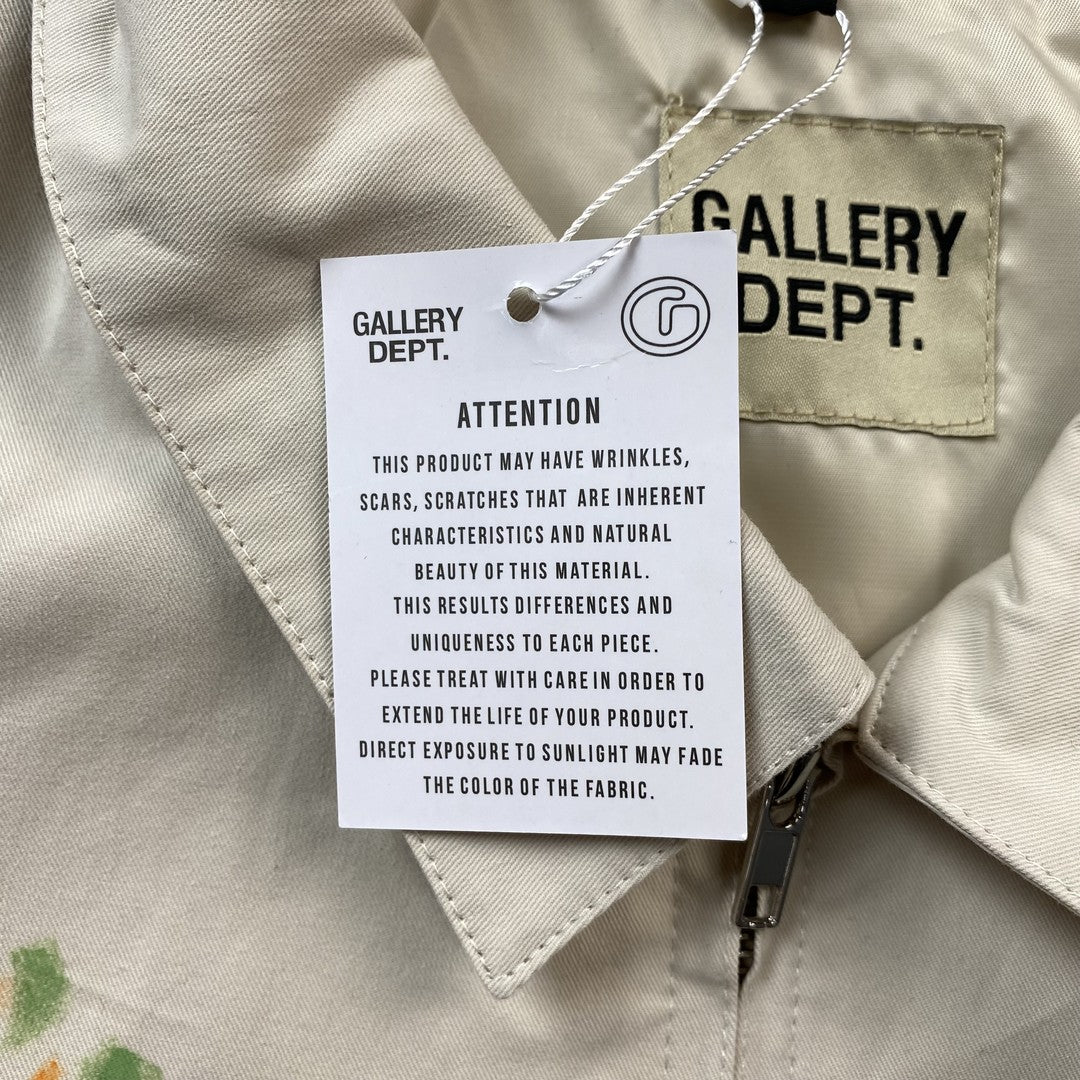 GALLERY
DEPT.
GALLERY
DEPT.
ATTENTION
THIS PRODUCT MAY HAVE WRINKLES,
SCARS, SCRATCHES THAT ARE INHERENT
CHARACTERISTICS AND NATURAL
BEAUTY OF THIS MATERIAL.
THIS RESULTS DIFFERENCES AND
UNIQUENESS TO EACH PIECE.
PLEASE TREAT WITH CARE IN ORDER TO
EXTEND THE LIFE OF YOUR PRODUCT.
DIRECT EXPOSURE TO SUNLIGHT MAY FADE
THE COLOR OF THE FABRIC.